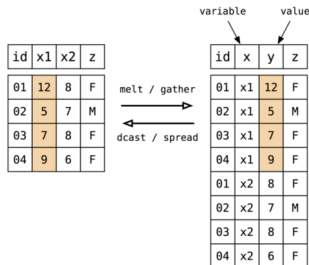 variable value
id x1 x2 z
01 12 8 F
02 5 7 M
03 7 8 F
04 9 6 F
melt / gather
dcast / spread
id x y z
01 x1 12 F
02 x1 5 M
03 x1 7 F
04 x1 9 F
01 x2 8 F
02 x2 7 M
03 x2 8 F
04 x2 6 F